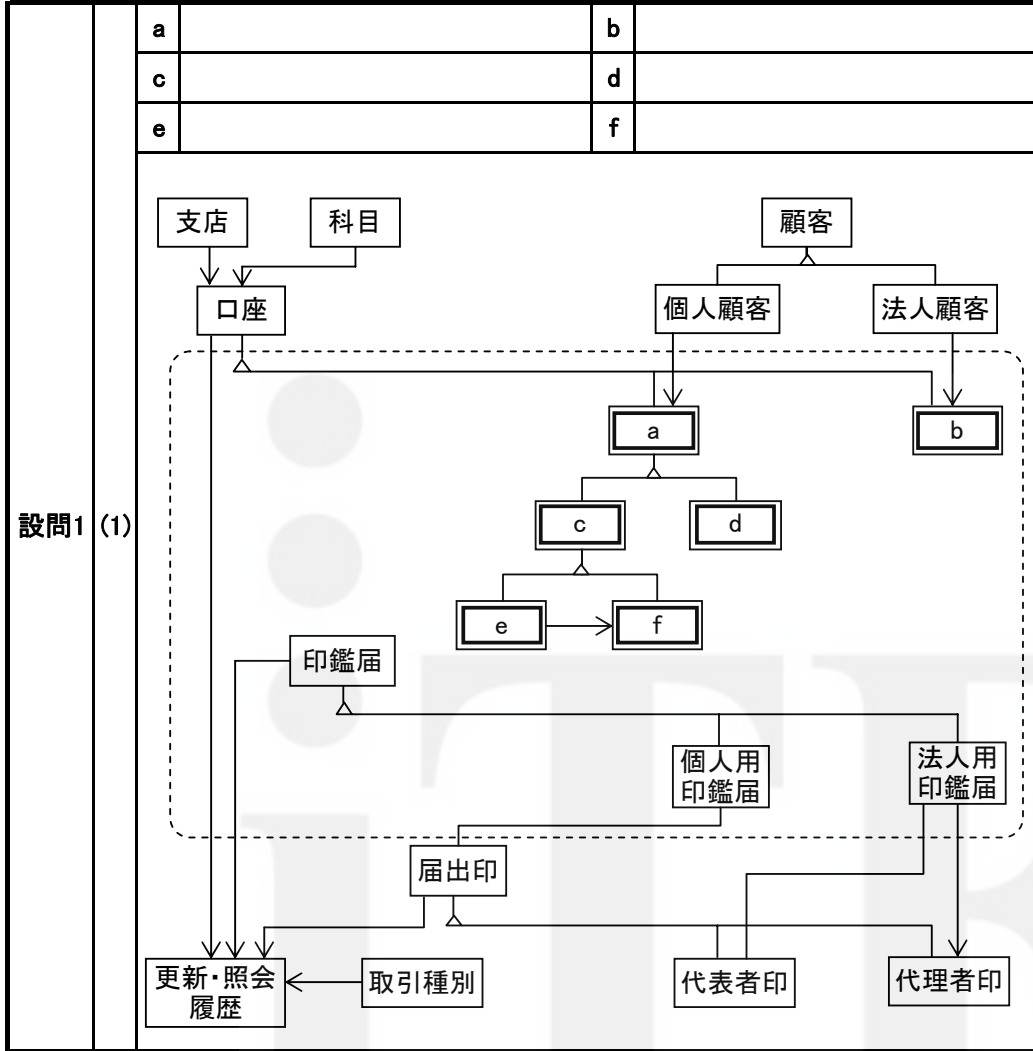 a b
c d
e f
設問1 (1)
支店 科目 顧客
口座 個人顧客 法人顧客
a b
c d
e f
印鑑届
個人用
印鑑届
法人用
印鑑届
届出印
更新・照会
履歴
取引種別 代表者印 代理者印